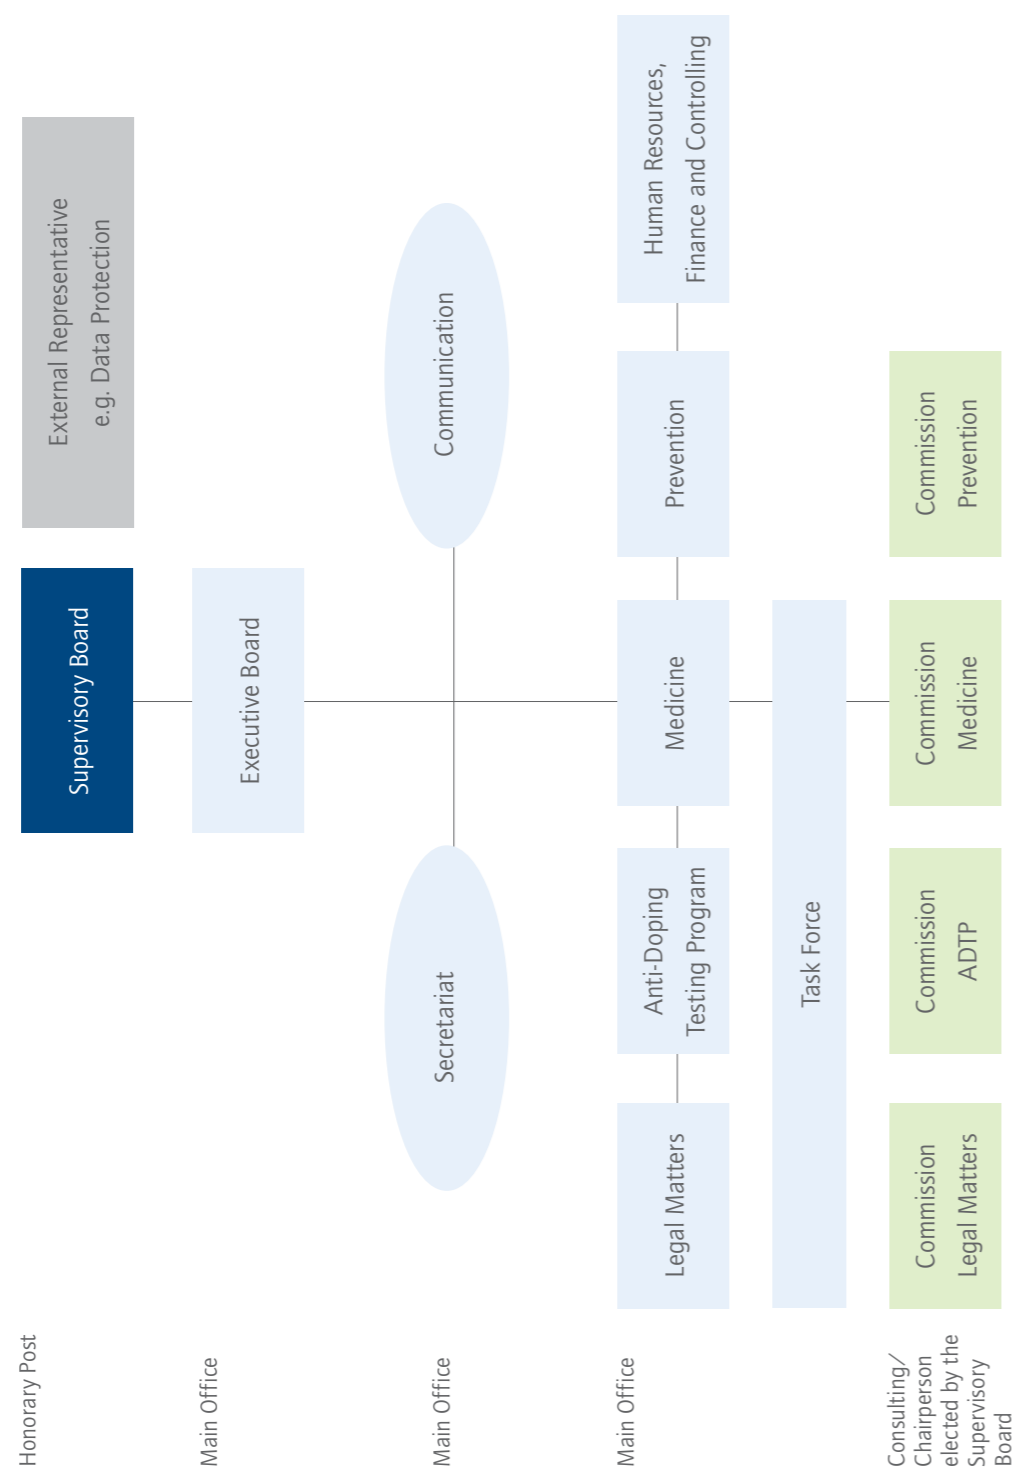 Honorary Post
Supervisory Board
External Representative
e.g. Data Protection
Main Office
Executive Board
Main Office
Secretariat
Communication
Main Office
Legal Matters
Anti-Doping
Testing Program
Medicine
Prevention
Human Resources,
Finance and Controlling
Task Force
Consulting/
Chairperson
elected by the
Supervisory
Board
Commission
Legal Matters
Commission
ADTP
Commission
Medicine
Commission
Prevention